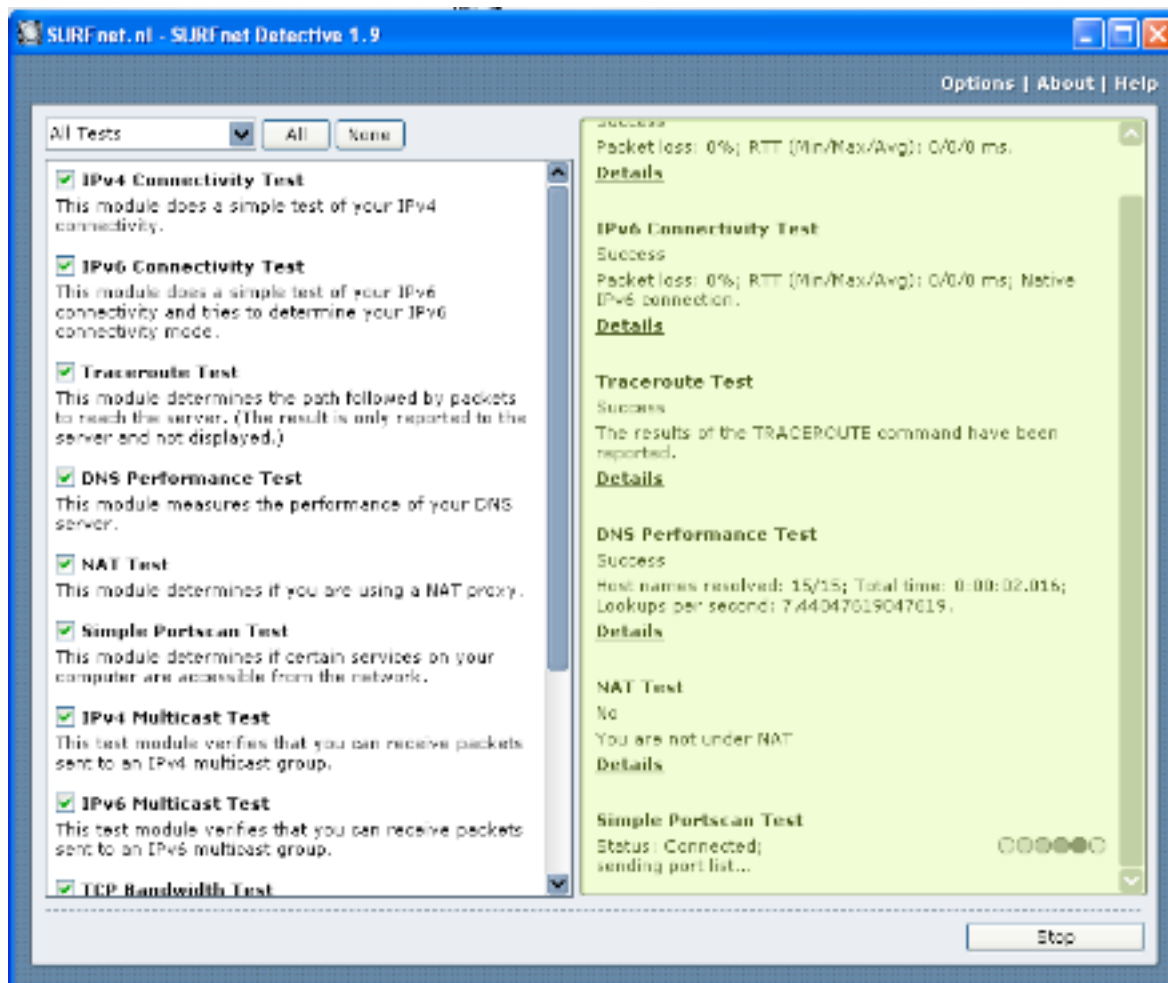 SURFnet.nl - SURFnet Detective 1.9
Options | About | Help
All Tests
All
None
IPv4 Connectivity Test
This module does a simple test of your IPv4
connectivity.
IPv6 Connectivity Test
This module does a simple test of your IPv6
connectivity and tries to determine your IPv6
connectivity mode.
Traceroute Test
This module determines the path followed by packets
to reach the server. (The result is only reported to the
server and not displayed.)
DNS Performance Test
This module measures the performance of your DNS
server.
NAT Test
This module determines if you are using a NAT proxy.
Simple Portscan Test
This module determines if certain services on your
computer are accessible from the network.
IPv4 Multicast Test
This test module verifies that you can receive packets
sent to an IPv4 multicast group.
IPv6 Multicast Test
This test module verifies that you can receive packets
sent to an IPv6 multicast group.
TCP Bandwidth Test
Success
Packet loss: 0%; RTT (Min/Max/Avg): 0/0/0 ms.
Details
IPv6 Connectivity Test
Success
Packet loss: 0%; RTT (Min/Max/Avg): 0/0/0 ms; Native
IPv6 connection.
Details
Traceroute Test
Success
The results of the TRACEROUTE command have been
reported.
Details
DNS Performance Test
Success
Host names resolved: 15/15; Total time: 0:00:02.016;
Lookups per second: 7.44047619047619.
Details
NAT Test
No
You are not under NAT
Details
Simple Portscan Test
Status: Connected;
sending port list...
Stop